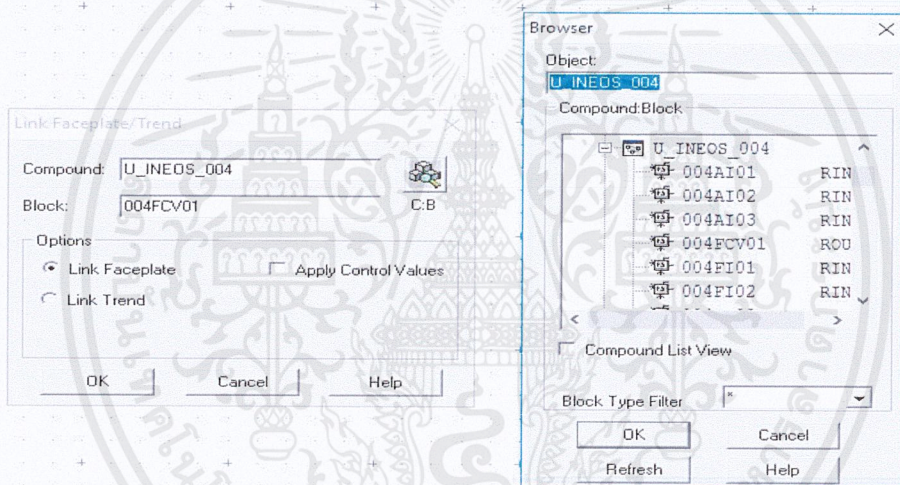 Link Faceplate/Trend
Compound: U_INEOS_004
Block: 004FCV01 C:B
Options
Link Faceplate Apply Control Values
Link Trend
OK Cancel Help
Browser
Object:
U_INEOS_004
Compound:Block
U_INEOS_004
004AI01 RIN
004AI02 RIN
004AI03 RIN
004FCV01 ROU
004FI01 RIN
004FI02 RIN
Compound List View
Block Type Filter *
OK Cancel
Refresh Help